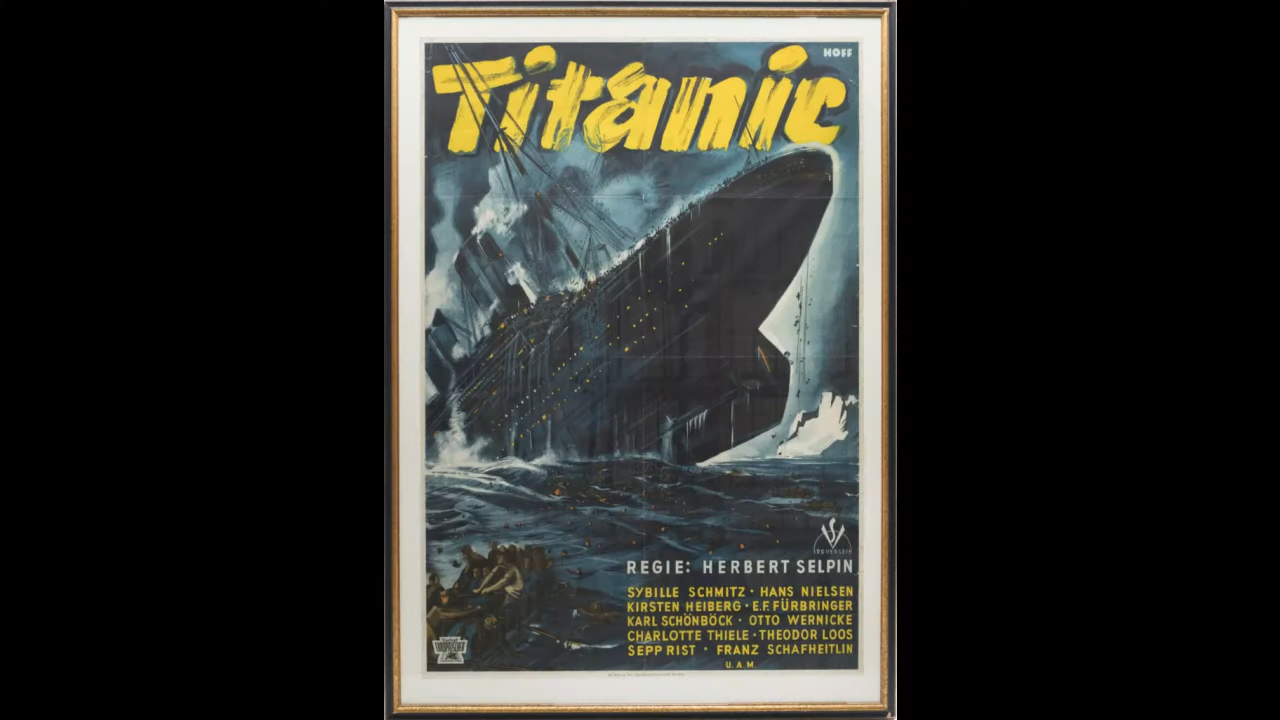 Titanic
HOFF
REGIE: HERBERT SELPIN
SYBILLE SCHMITZ · HANS NIELSEN
KIRSTEN HEIBERG · E.F. FÜRBRINGER
KARL SCHÖNBÖCK · OTTO WERNICKE
CHARLOTTE THIELE · THEODOR LOOS
SEPP RIST · FRANZ SCHAFHEITLIN
U.A.M.